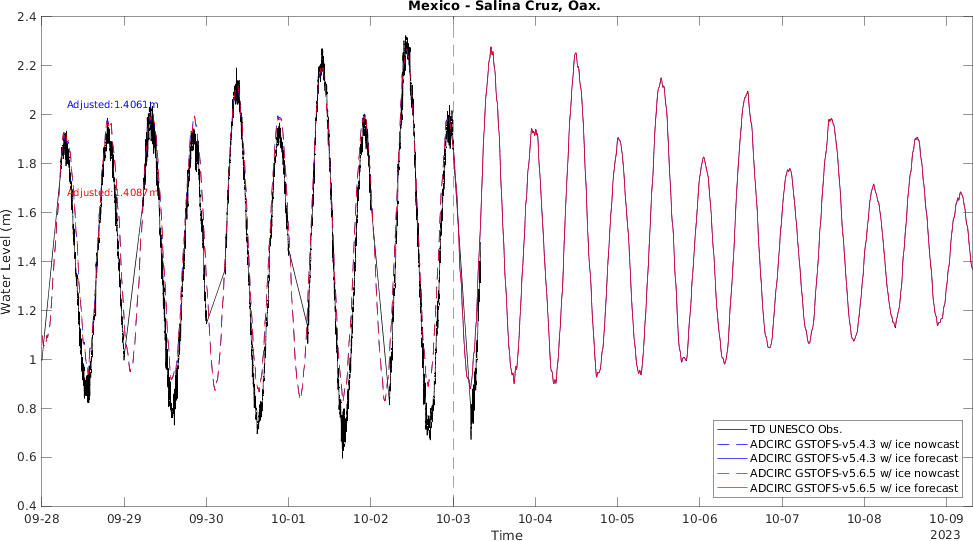 Mexico - Salina Cruz, Oax.
2.4
2.2
2
1.8
1.6
1.4
1.2
1
0.8
0.6
0.4
Water Level (m)
Adjusted:1.4061m
Adjusted:1.4087m
TD UNESCO Obs.
ADCIRC GSTOFS-v5.4.3 w/ ice nowcast
ADCIRC GSTOFS-v5.4.3 w/ ice forecast
ADCIRC GSTOFS-v5.6.5 w/ ice nowcast
ADCIRC GSTOFS-v5.6.5 w/ ice forecast
09-28 09-29 09-30 10-01 10-02 10-03 10-04 10-05 10-06 10-07 10-08 10-09
2023
Time